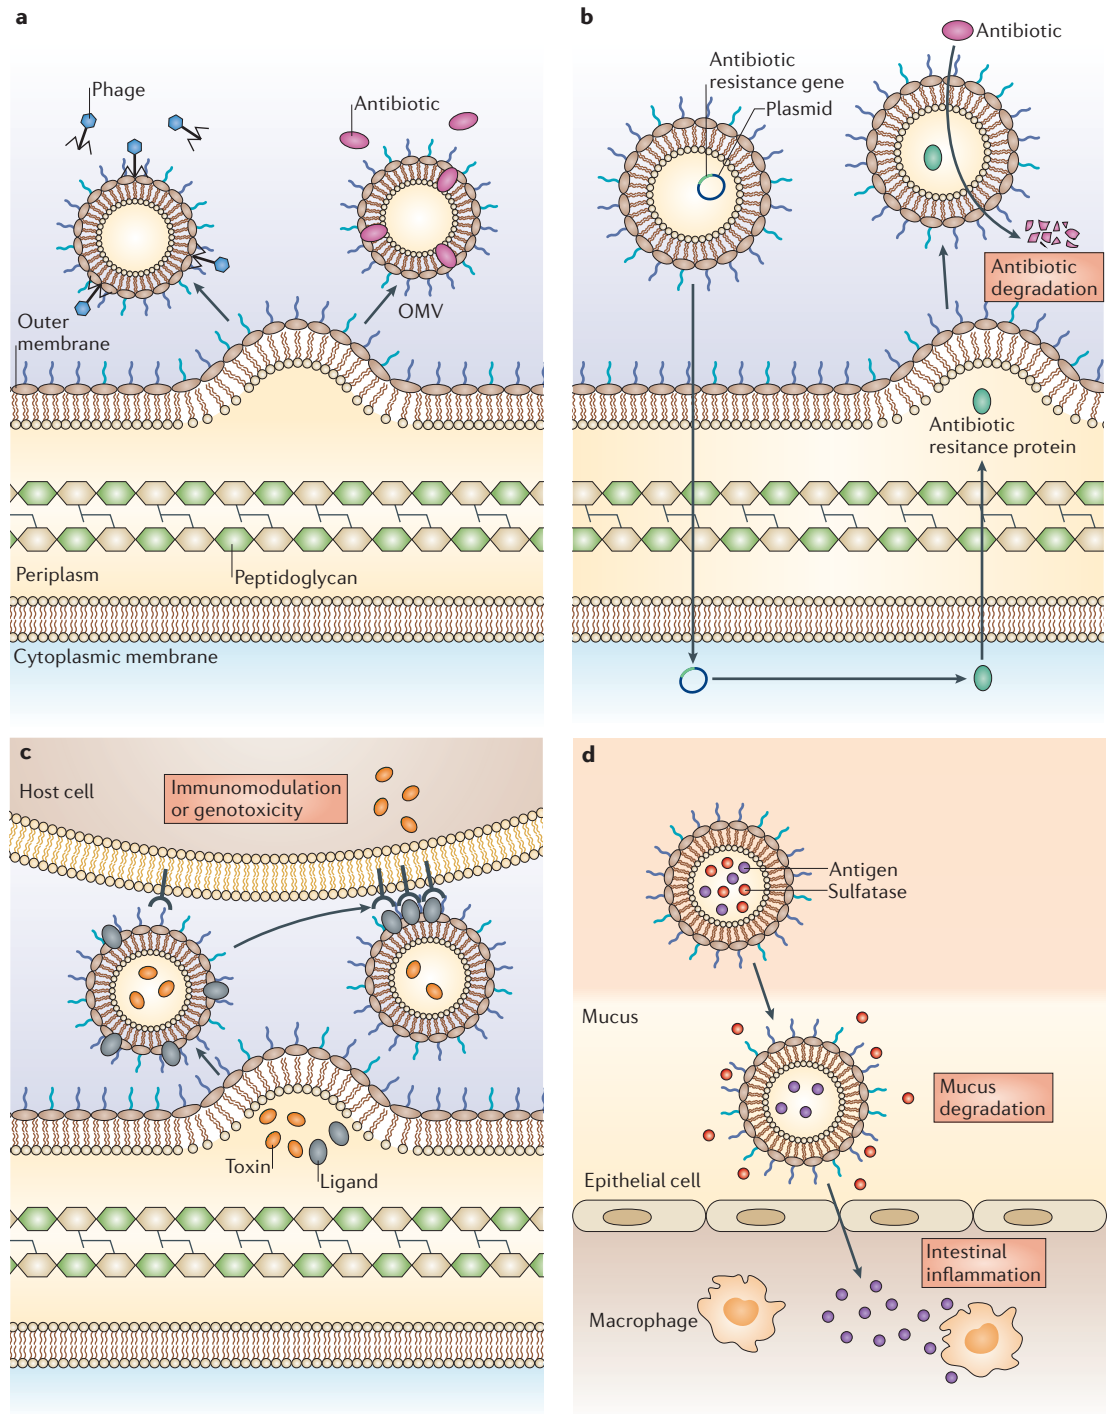 a
Phage
Antibiotic
OMV
Outer
membrane
Periplasm
Peptidoglycan
Cytoplasmic membrane
b
Antibiotic
Antibiotic
resistance gene
Plasmid
Antibiotic
degradation
Antibiotic
resitance protein
c
Host cell
Immunomodulation
or genotoxicity
Toxin
Ligand
d
Antigen
Sulfatase
Mucus
Mucus
degradation
Epithelial cell
Intestinal
inflammation
Macrophage